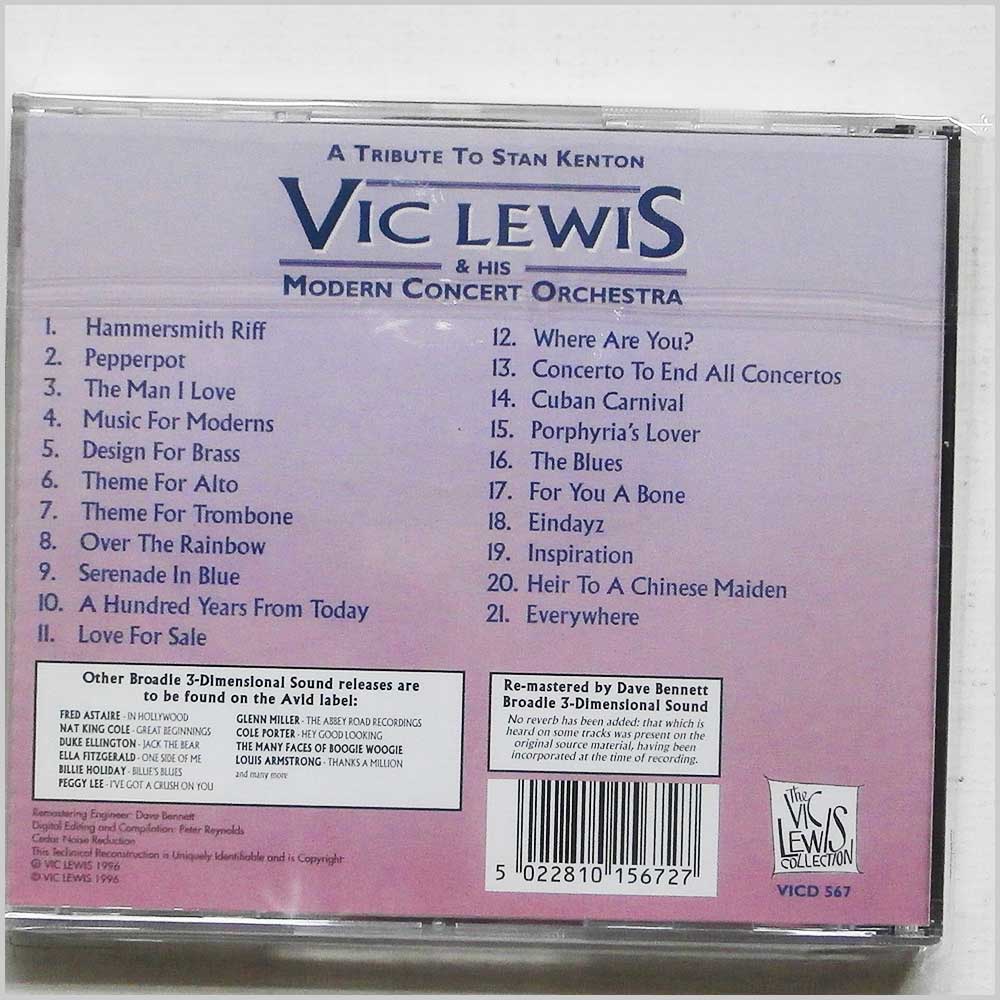 A TRIBUTE TO STAN KENTON
VIC LEWIS
& HIS
MODERN CONCERT ORCHESTRA
1. Hammersmith Riff
2. Pepperpot
3. The Man I Love
4. Music For Moderns
5. Design For Brass
6. Theme For Alto
7. Theme For Trombone
8. Over The Rainbow
9. Serenade In Blue
10. A Hundred Years From Today
11. Love For Sale
12. Where Are You?
13. Concerto To End All Concertos
14. Cuban Carnival
15. Porphyria's Lover
16. The Blues
17. For You A Bone
18. Eindayz
19. Inspiration
20. Heir To A Chinese Maiden
21. Everywhere
Other Broadle 3-Dimensional Sound releases are
to be found on the Avid label:
FRED ASTAIRE - IN HOLLYWOOD
NAT KING COLE - GREAT BEGINNINGS
DUKE ELLINGTON - JACK THE BEAR
ELLA FITZGERALD - ONE SIDE OF ME
BILLIE HOLIDAY - BILLIE'S BLUES
PEGGY LEE - I'VE GOT A CRUSH ON YOU
GLENN MILLER - THE ABBEY ROAD RECORDINGS
COLE PORTER - HEY GOOD LOOKING
THE MANY FACES OF BOOGIE WOOGIE
LOUIS ARMSTRONG - THANKS A MILLION
and many more
Re-mastered by Dave Bennett
Broadle 3-Dimensional Sound
No reverb has been added: that which is
heard on some tracks was present on the
original source material, having been
incorporated at the time of recording.
Remastering Engineer: Dave Bennett
Digital Editing and Compilation: Peter Reynolds
Cedar Noise Reduction
This Technical Reconstruction is Uniquely Identifiable and is Copyright:
℗ VIC LEWIS 1996
© VIC LEWIS 1996
5 022810 156727
The
VIC
LEWIS
COLLECTION
VICD 567